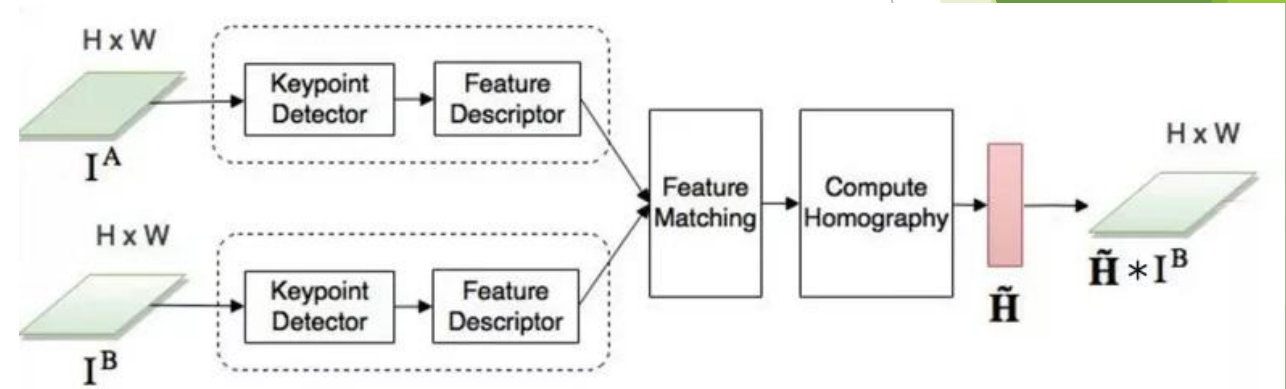 H x W
Keypoint
Detector
Feature
Descriptor
I^A
H x W
Keypoint
Detector
Feature
Descriptor
I^B
Feature
Matching
Compute
Homography
H̃
H x W
H̃ * I^B